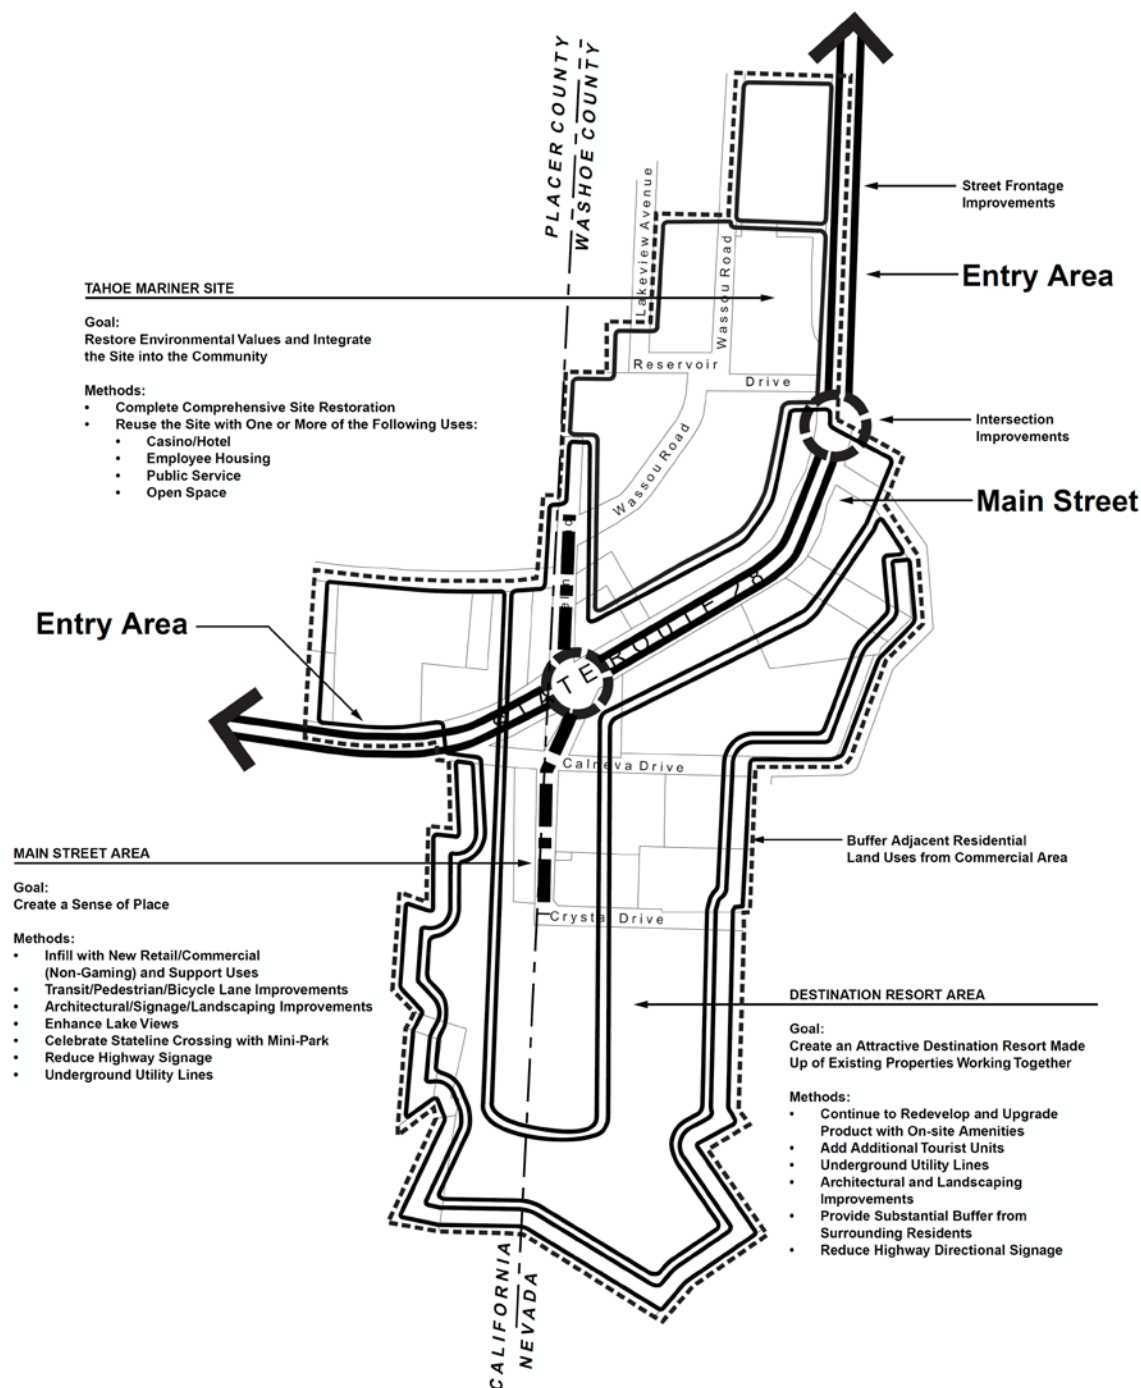 PLACER COUNTY
WASHOE COUNTY
Lakeview Avenue
Wassou Road
Street Frontage
Improvements
Entry Area
TAHOE MARINER SITE
Goal:
Restore Environmental Values and Integrate
the Site into the Community
Methods:
• Complete Comprehensive Site Restoration
• Reuse the Site with One or More of the Following Uses:
• Casino/Hotel
• Employee Housing
• Public Service
• Open Space
Reservoir
Drive
Intersection
Improvements
Wassou Road
Main Street
Entry Area
STATE ROUTE 28
Calneva Drive
Buffer Adjacent Residential
Land Uses from Commercial Area
MAIN STREET AREA
Goal:
Create a Sense of Place
Methods:
• Infill with New Retail/Commercial
(Non-Gaming) and Support Uses
• Transit/Pedestrian/Bicycle Lane Improvements
• Architectural/Signage/Landscaping Improvements
• Enhance Lake Views
• Celebrate Stateline Crossing with Mini-Park
• Reduce Highway Signage
• Underground Utility Lines
Crystal Drive
DESTINATION RESORT AREA
Goal:
Create an Attractive Destination Resort Made
Up of Existing Properties Working Together
Methods:
• Continue to Redevelop and Upgrade
Product with On-site Amenities
• Add Additional Tourist Units
• Underground Utility Lines
• Architectural and Landscaping
Improvements
• Provide Substantial Buffer from
Surrounding Residents
• Reduce Highway Directional Signage
CALIFORNIA
NEVADA